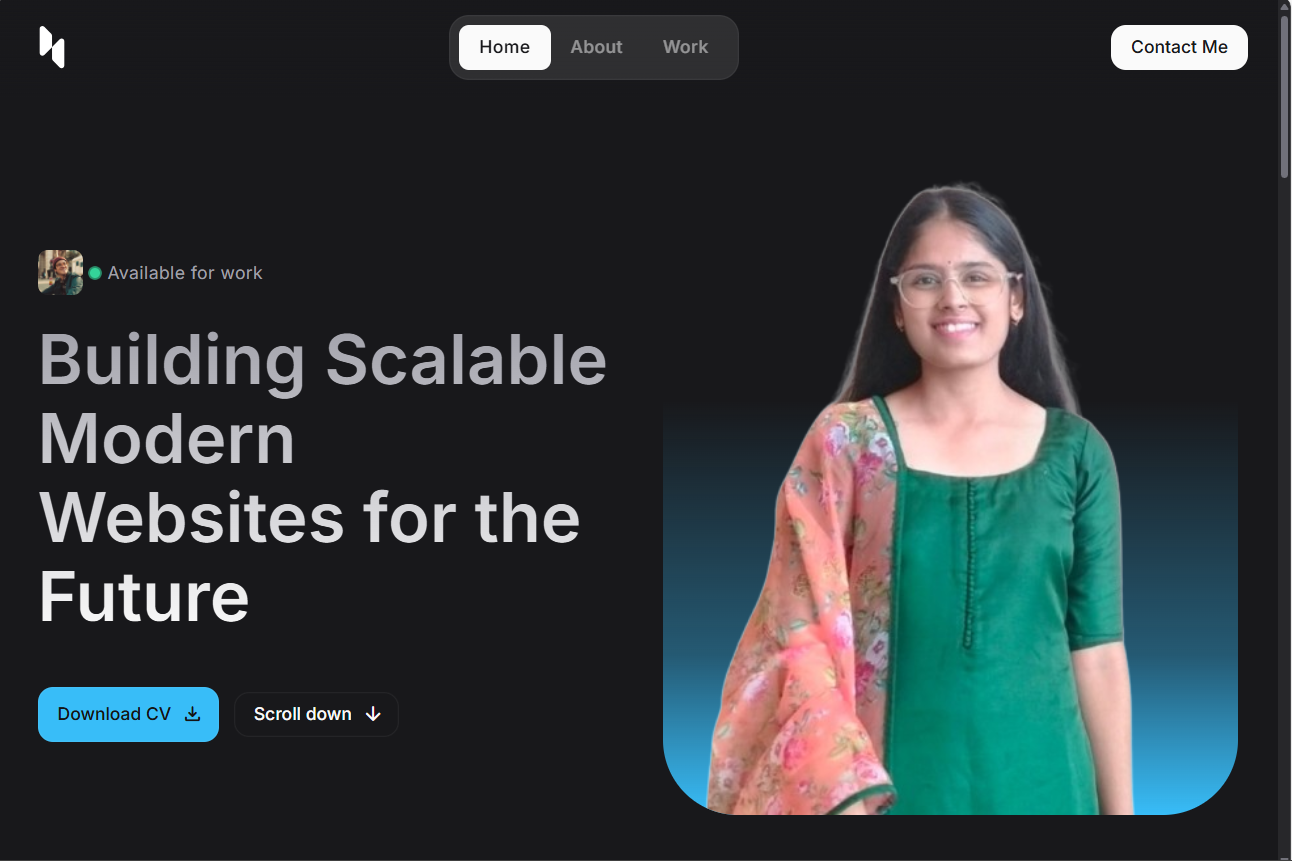 Home
About
Work
Contact Me
Available for work
Building Scalable
Modern
Websites for the
Future
Download CV
Scroll down